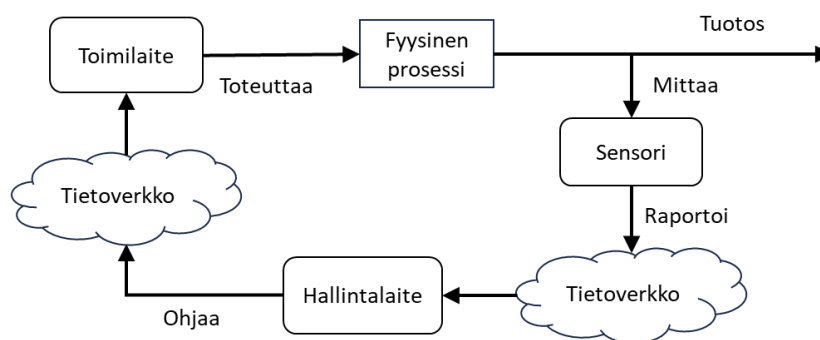 Tuotos
Toimilaite
Fyysinen
prosessi
Toteuttaa
Mittaa
Sensori
Tietoverkko
Raportoi
Hallintalaite
Tietoverkko
Ohjaa